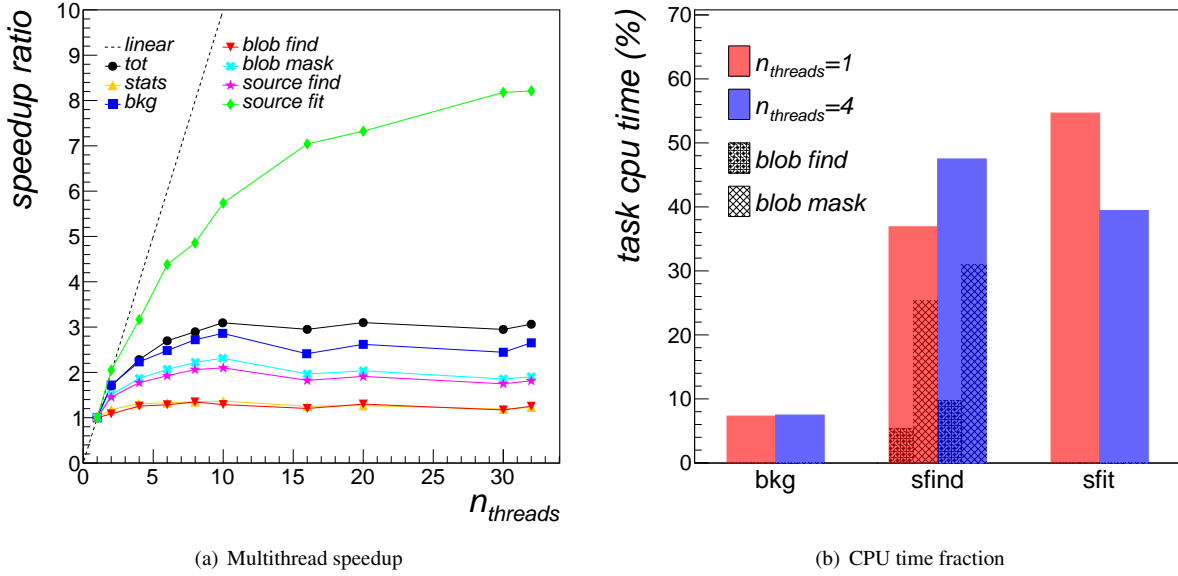 speedup ratio
10
9
8
7
6
5
4
3
2
1
0
linear
tot
stats
bkg
blob find
blob mask
source find
source fit
0 5 10 15 20 25 30
n_threads
(a) Multithread speedup
task cpu time (%)
70
60
50
40
30
20
10
0
n_threads=1
n_threads=4
blob find
blob mask
bkg sfind sfit
(b) CPU time fraction